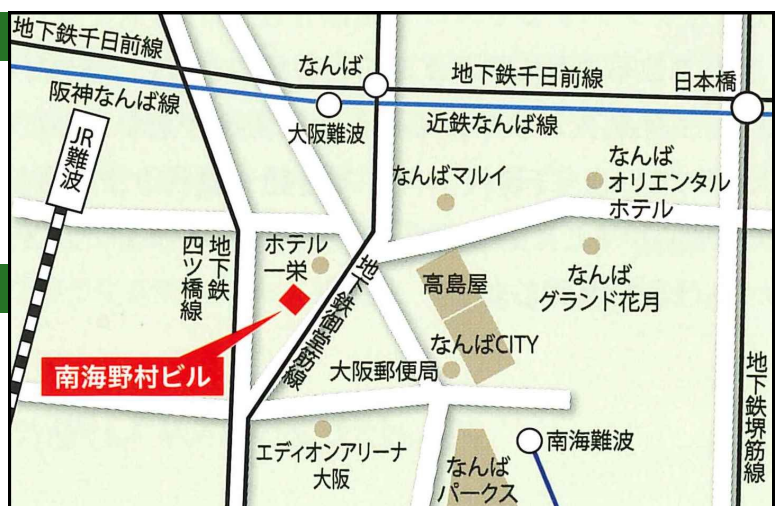 地下鉄千日前線
なんば
地下鉄千日前線
日本橋
阪神なんば線
大阪難波
近鉄なんば線
JR
難波
なんばマルイ
なんば
オリエンタル
ホテル
地下鉄
四ツ橋線
ホテル
一栄
地下鉄御堂筋線
高島屋
なんば
グランド花月
なんばCITY
南海野村ビル
大阪郵便局
地下鉄堺筋線
エディオンアリーナ
大阪
なんば
パークス
南海難波